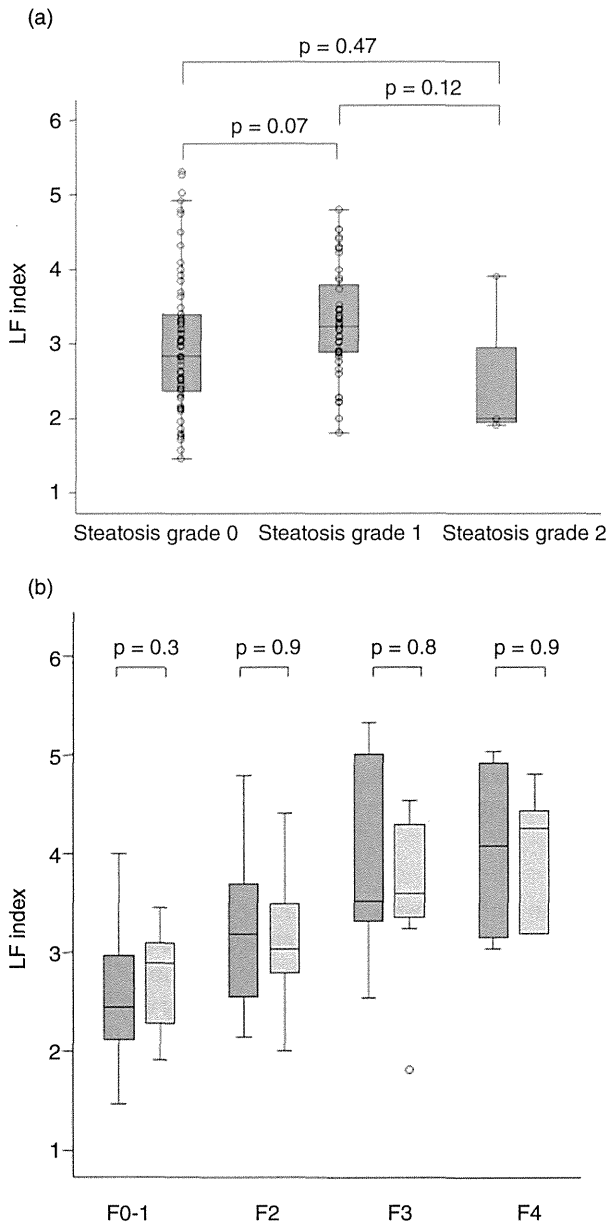 (a)
p = 0.47
p = 0.12
p = 0.07
6
5
4
3
2
1
LF index
Steatosis grade 0 Steatosis grade 1 Steatosis grade 2
(b)
p = 0.3 p = 0.9 p = 0.8 p = 0.9
6
5
4
3
2
1
LF index
F0-1 F2 F3 F4